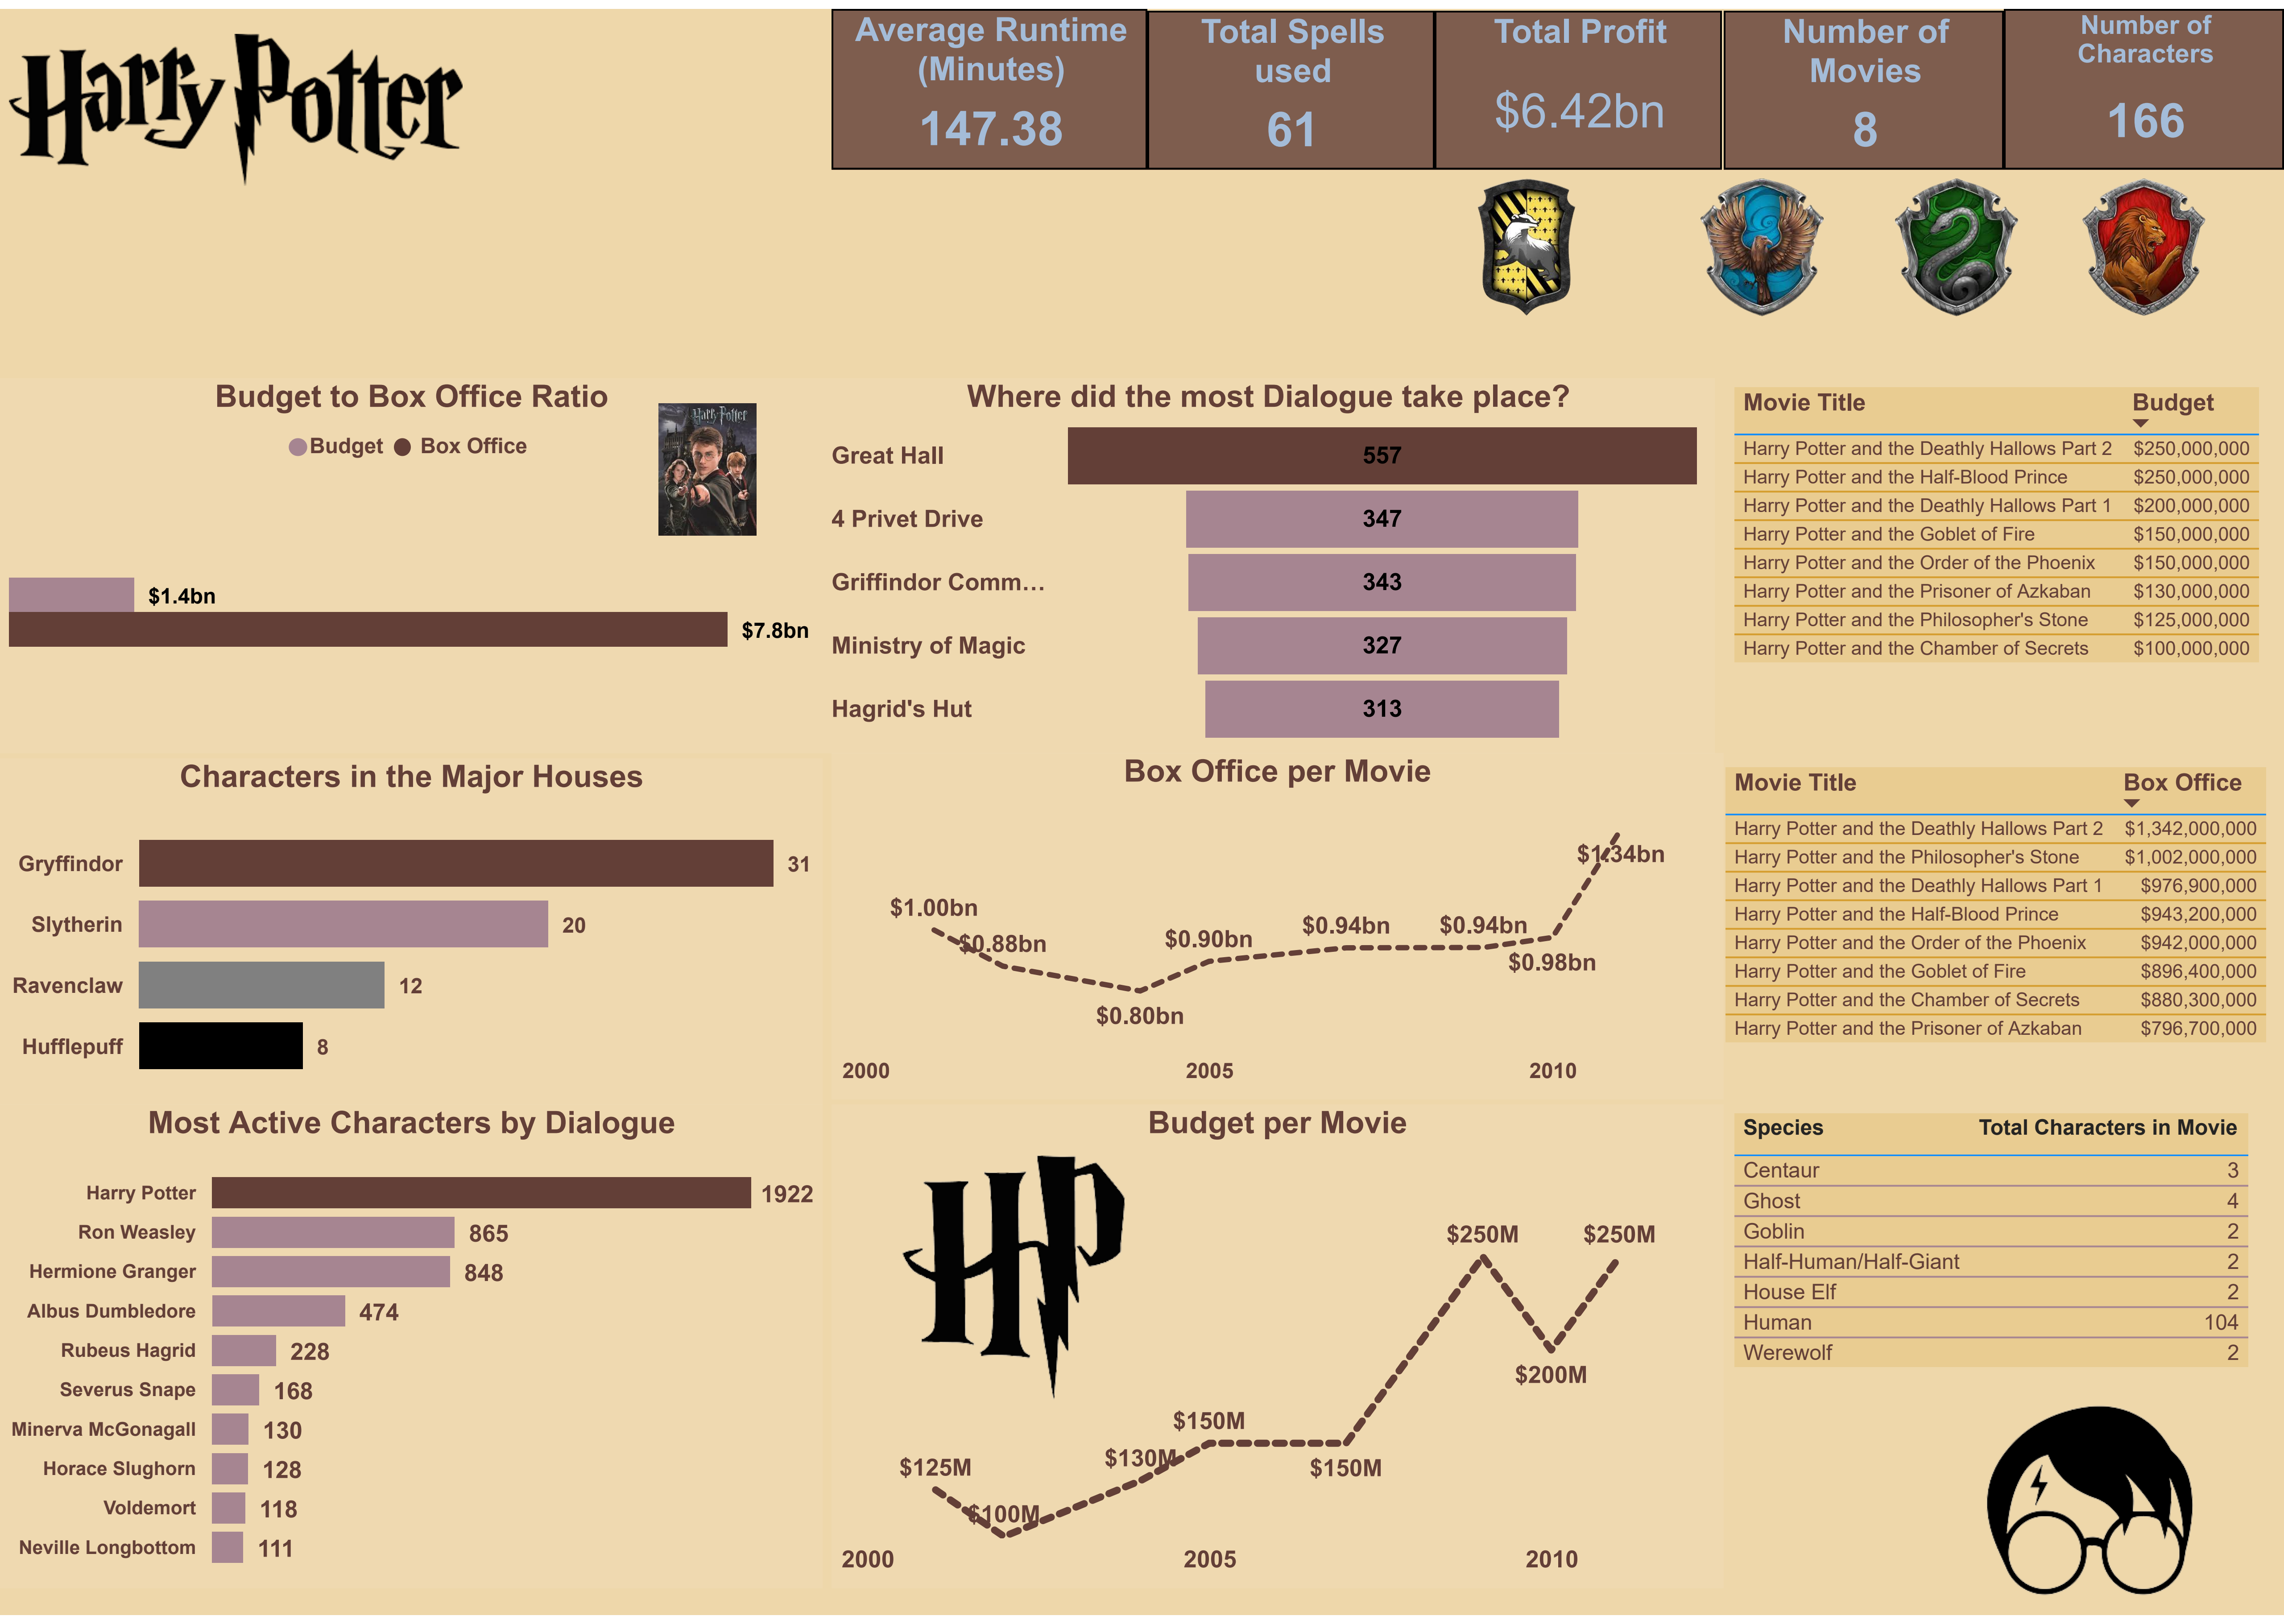 Harry Potter
Average Runtime
(Minutes)
147.38
Total Spells
used
61
Total Profit
$6.42bn
Number of
Movies
8
Number of
Characters
166
Budget to Box Office Ratio
Budget
Box Office
Harry Potter
$1.4bn
$7.8bn
Where did the most Dialogue take place?
Great Hall
557
4 Privet Drive
347
Griffindor Comm…
343
Ministry of Magic
327
Hagrid's Hut
313
Movie Title Budget
Harry Potter and the Deathly Hallows Part 2 $250,000,000
Harry Potter and the Half-Blood Prince $250,000,000
Harry Potter and the Deathly Hallows Part 1 $200,000,000
Harry Potter and the Goblet of Fire $150,000,000
Harry Potter and the Order of the Phoenix $150,000,000
Harry Potter and the Prisoner of Azkaban $130,000,000
Harry Potter and the Philosopher's Stone $125,000,000
Harry Potter and the Chamber of Secrets $100,000,000
Characters in the Major Houses
Gryffindor 31
Slytherin 20
Ravenclaw 12
Hufflepuff 8
Box Office per Movie
$1.00bn
$0.88bn
$0.80bn
$0.90bn
$0.94bn
$0.94bn
$0.98bn
$1.34bn
2000 2005 2010
Movie Title Box Office
Harry Potter and the Deathly Hallows Part 2 $1,342,000,000
Harry Potter and the Philosopher's Stone $1,002,000,000
Harry Potter and the Deathly Hallows Part 1 $976,900,000
Harry Potter and the Half-Blood Prince $943,200,000
Harry Potter and the Order of the Phoenix $942,000,000
Harry Potter and the Goblet of Fire $896,400,000
Harry Potter and the Chamber of Secrets $880,300,000
Harry Potter and the Prisoner of Azkaban $796,700,000
Most Active Characters by Dialogue
Harry Potter 1922
Ron Weasley 865
Hermione Granger 848
Albus Dumbledore 474
Rubeus Hagrid 228
Severus Snape 168
Minerva McGonagall 130
Horace Slughorn 128
Voldemort 118
Neville Longbottom 111
Budget per Movie
HP
$125M
$100M
$130M
$150M
$150M
$250M
$200M
$250M
2000 2005 2010
Species Total Characters in Movie
Centaur 3
Ghost 4
Goblin 2
Half-Human/Half-Giant 2
House Elf 2
Human 104
Werewolf 2